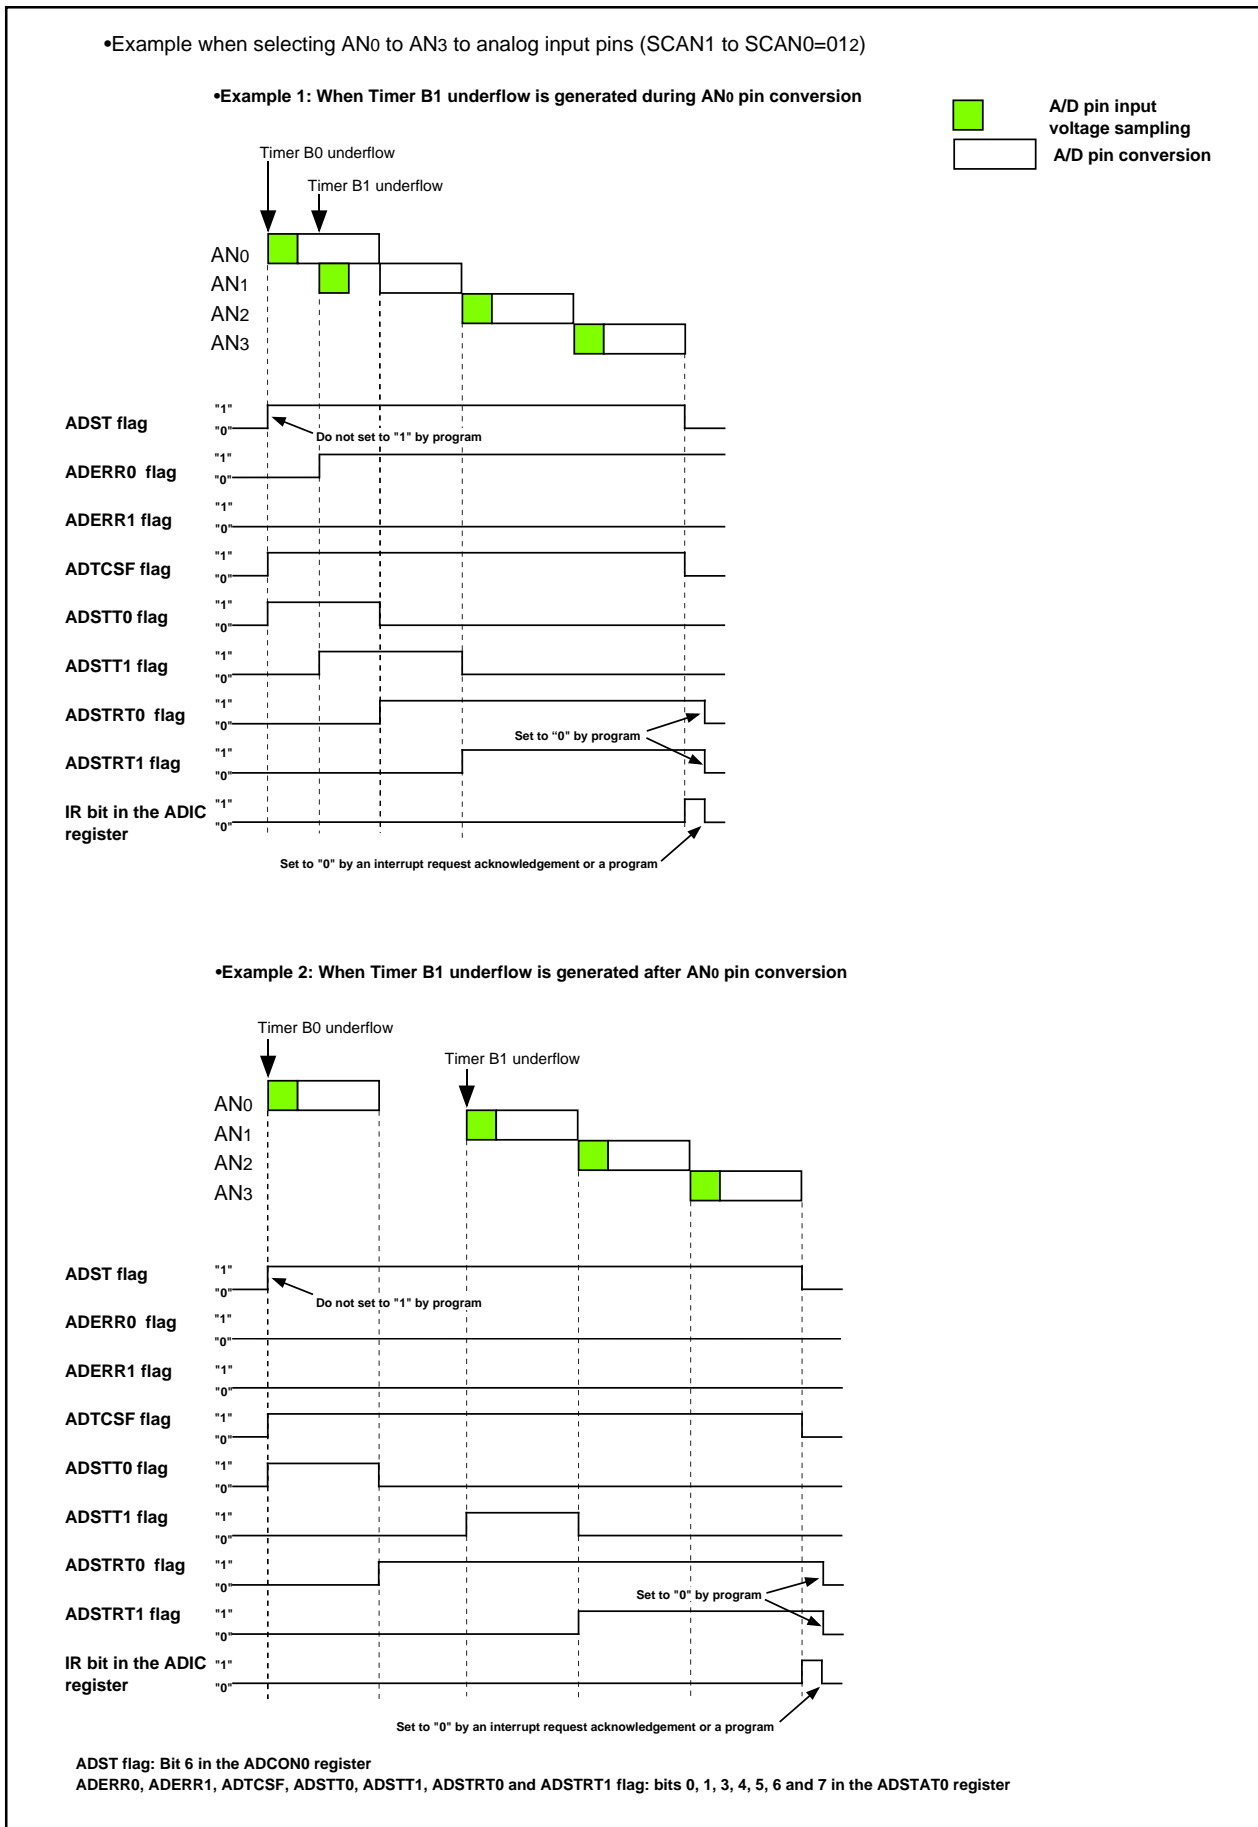 •Example when selecting AN0 to AN3 to analog input pins (SCAN1 to SCAN0=012)
•Example 1: When Timer B1 underflow is generated during AN0 pin conversion
A/D pin input
voltage sampling
A/D pin conversion
Timer B0 underflow
Timer B1 underflow
AN0
AN1
AN2
AN3
ADST flag
"1"
"0"
Do not set to "1" by program
ADERR0 flag
"1"
"0"
ADERR1 flag
"1"
"0"
ADTCSF flag
"1"
"0"
ADSTT0 flag
"1"
"0"
ADSTT1 flag
"1"
"0"
ADSTRT0 flag
"1"
"0"
Set to “0" by program
ADSTRT1 flag
"1"
"0"
IR bit in the ADIC
register
"1"
"0"
Set to "0" by an interrupt request acknowledgement or a program
•Example 2: When Timer B1 underflow is generated after AN0 pin conversion
Timer B0 underflow
Timer B1 underflow
AN0
AN1
AN2
AN3
ADST flag
"1"
"0"
Do not set to "1" by program
ADERR0 flag
"1"
"0"
ADERR1 flag
"1"
"0"
ADTCSF flag
"1"
"0"
ADSTT0 flag
"1"
"0"
ADSTT1 flag
"1"
"0"
ADSTRT0 flag
"1"
"0"
Set to "0" by program
ADSTRT1 flag
"1"
"0"
IR bit in the ADIC
register
"1"
"0"
Set to "0" by an interrupt request acknowledgement or a program
ADST flag: Bit 6 in the ADCON0 register
ADERR0, ADERR1, ADTCSF, ADSTT0, ADSTT1, ADSTRT0 and ADSTRT1 flag: bits 0, 1, 3, 4, 5, 6 and 7 in the ADSTAT0 register